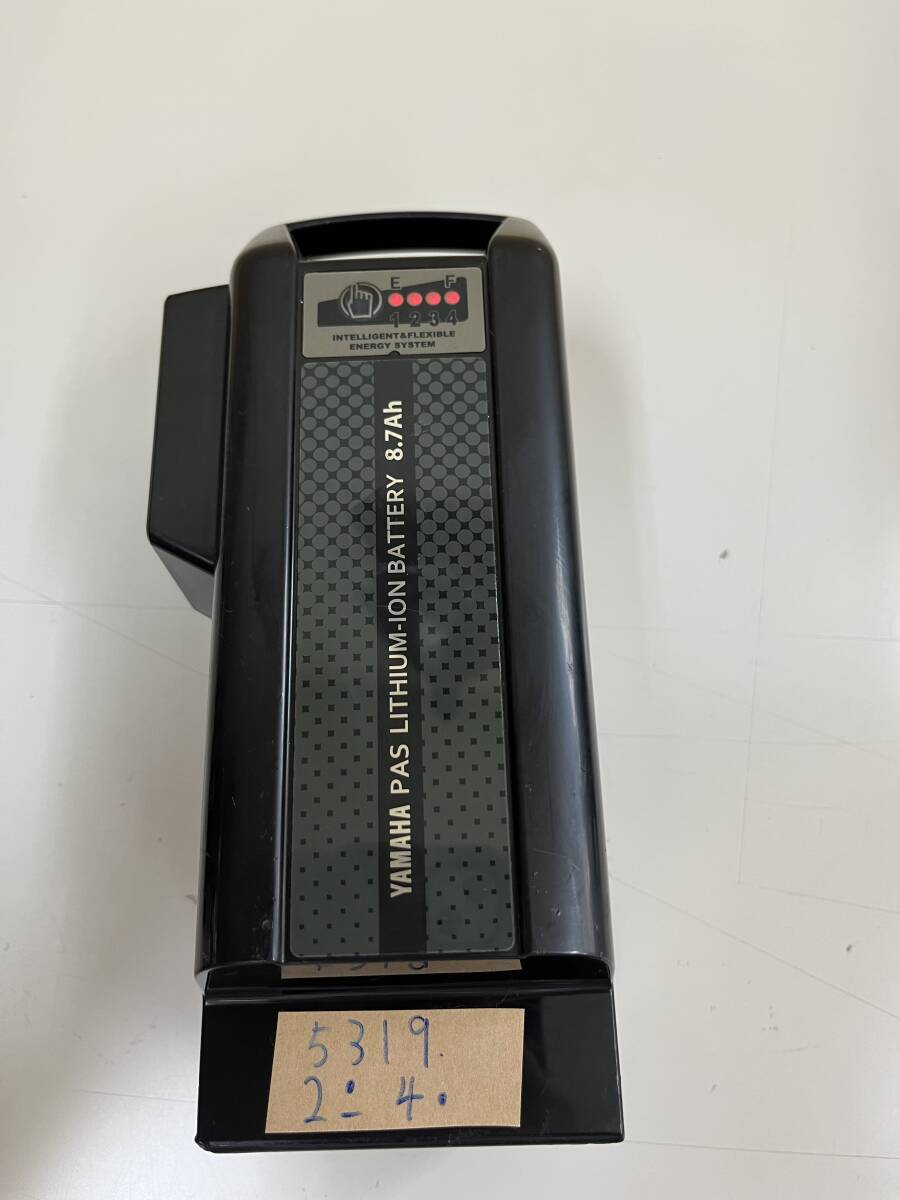 E F
1 2 3 4
INTELLIGENT&FLEXIBLE
ENERGY SYSTEM
YAMAHA PAS LITHIUM-ION BATTERY 8.7Ah
5319.
2: 4.